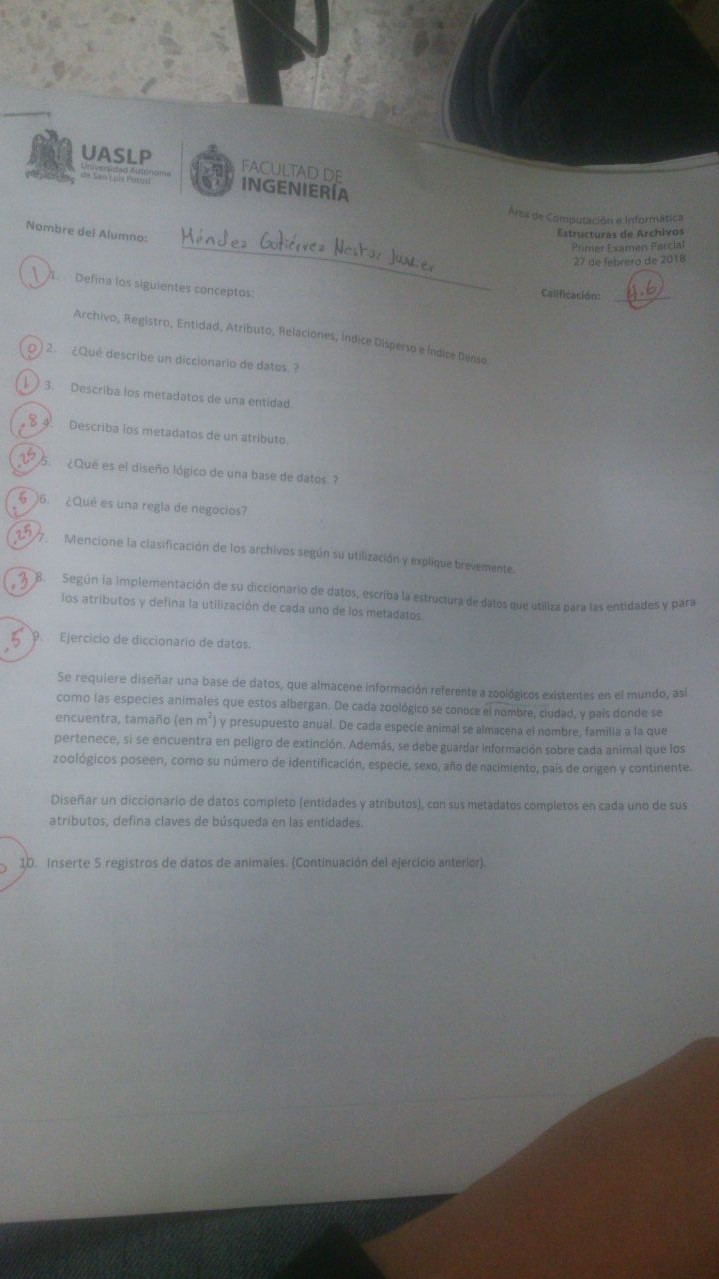 UASLP
Universidad Autónoma
de San Luis Potosí
FACULTAD DE
INGENIERÍA
Área de Computación e Informática
Estructuras de Archivos
Primer Examen Parcial
27 de febrero de 2018
Nombre del Alumno: Méndez Gutiérrez Nestor Javier
Calificación: 4.6
1 1. Defina los siguientes conceptos:
Archivo, Registro, Entidad, Atributo, Relaciones, Índice Disperso e Índice Denso.
0 2. ¿Qué describe un diccionario de datos. ?
1 3. Describa los metadatos de una entidad.
.8 4. Describa los metadatos de un atributo.
.25 5. ¿Qué es el diseño lógico de una base de datos. ?
.5 6. ¿Qué es una regla de negocios?
.25 7. Mencione la clasificación de los archivos según su utilización y explique brevemente.
.3 8. Según la implementación de su diccionario de datos, escriba la estructura de datos que utiliza para las entidades y para
los atributos y defina la utilización de cada uno de los metadatos.
.5 9. Ejercicio de diccionario de datos.
Se requiere diseñar una base de datos, que almacene información referente a zoológicos existentes en el mundo, así
como las especies animales que estos albergan. De cada zoológico se conoce el nombre, ciudad, y país donde se
encuentra, tamaño (en m²) y presupuesto anual. De cada especie animal se almacena el nombre, familia a la que
pertenece, si se encuentra en peligro de extinción. Además, se debe guardar información sobre cada animal que los
zoológicos poseen, como su número de identificación, especie, sexo, año de nacimiento, país de origen y continente.
Diseñar un diccionario de datos completo (entidades y atributos), con sus metadatos completos en cada uno de sus
atributos, defina claves de búsqueda en las entidades.
10. Inserte 5 registros de datos de animales. (Continuación del ejercicio anterior).